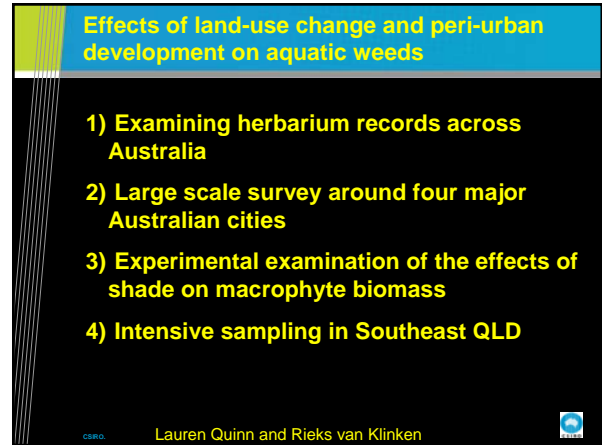 Effects of land-use change and peri-urban
development on aquatic weeds
1) Examining herbarium records across
Australia
2) Large scale survey around four major
Australian cities
3) Experimental examination of the effects of
shade on macrophyte biomass
4) Intensive sampling in Southeast QLD
CSIRO. Lauren Quinn and Rieks van Klinken
CSIRO